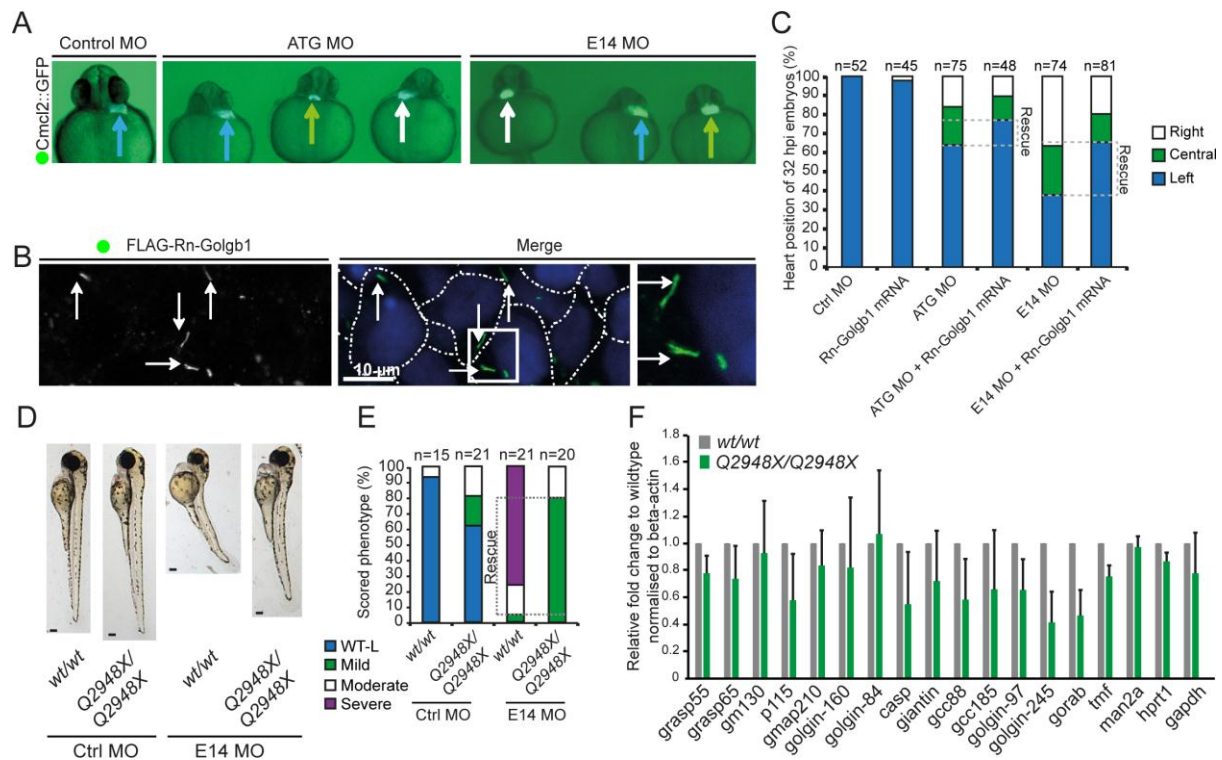 A
Control MO
ATG MO
E14 MO
Cmcl2::GFP
B
FLAG-Rn-Golgb1
Merge
10 µm
C
n=52
n=45
n=75
n=48
n=74
n=81
Heart position of 32 hpi embryos (%)
100
90
80
70
60
50
40
30
20
10
0
Rescue
Rescue
Right
Central
Left
Ctrl MO
Rn-Golgb1 mRNA
ATG MO
ATG MO + Rn-Golgb1 mRNA
E14 MO
E14 MO + Rn-Golgb1 mRNA
D
wt/wt
Q2948X/
Q2948X
wt/wt
Q2948X/
Q2948X
Ctrl MO
E14 MO
E
n=15
n=21
n=21
n=20
Scored phenotype (%)
100
90
80
70
60
50
40
30
20
10
0
Rescue
WT-L
Mild
Moderate
Severe
wt/wt
Q2948X/
Q2948X
wt/wt
Q2948X/
Q2948X
Ctrl MO
E14 MO
F
Relative fold change to wildtype
normalised to beta-actin
1.8
1.6
1.4
1.2
1.0
0.8
0.6
0.4
0.2
0
wt/wt
Q2948X/Q2948X
grasp55
grasp65
gm130
p115
gmap210
golgin-160
golgin-84
casp
giantin
gcc88
gcc185
golgin-97
golgin-245
gorab
tmf
man2a
hprt1
gapdh